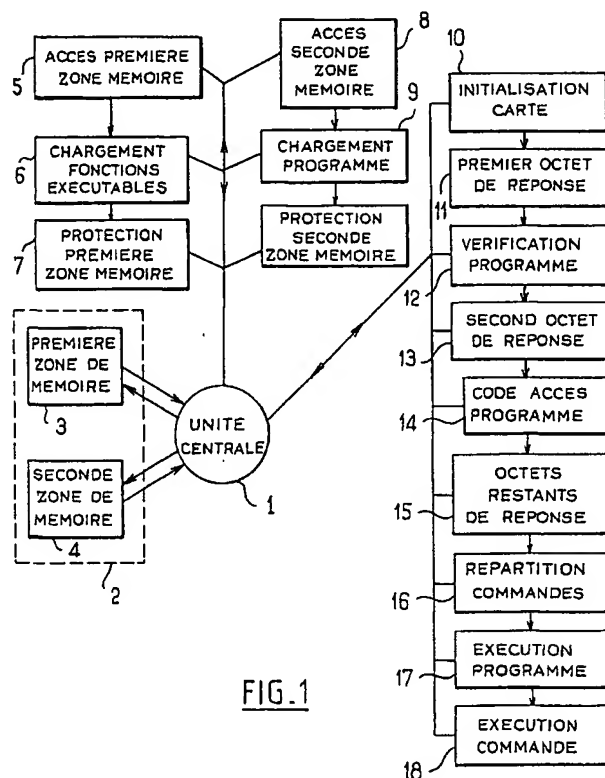 ACCES PREMIERE
ZONE MEMOIRE
5
CHARGEMENT
FONCTIONS
EXECUTABLES
6
PROTECTION
PREMIERE
ZONE MEMOIRE
7
ACCES
SECONDE
ZONE
MEMOIRE
8
CHARGEMENT
PROGRAMME
9
PROTECTION
SECONDE
ZONE MEMOIRE
PREMIERE
ZONE DE
MEMOIRE
3
SECONDE
ZONE DE
MEMOIRE
4
2
UNITE
CENTRALE
1
10
INITIALISATION
CARTE
PREMIER OCTET
DE REPONSE
11
VERIFICATION
PROGRAMME
12
SECOND OCTET
DE REPONSE
13
CODE ACCES
PROGRAMME
14
OCTETS
RESTANTS
DE REPONSE
15
REPARTITION
COMMANDES
16
EXECUTION
PROGRAMME
17
EXECUTION
COMMANDE
18
FIG_1